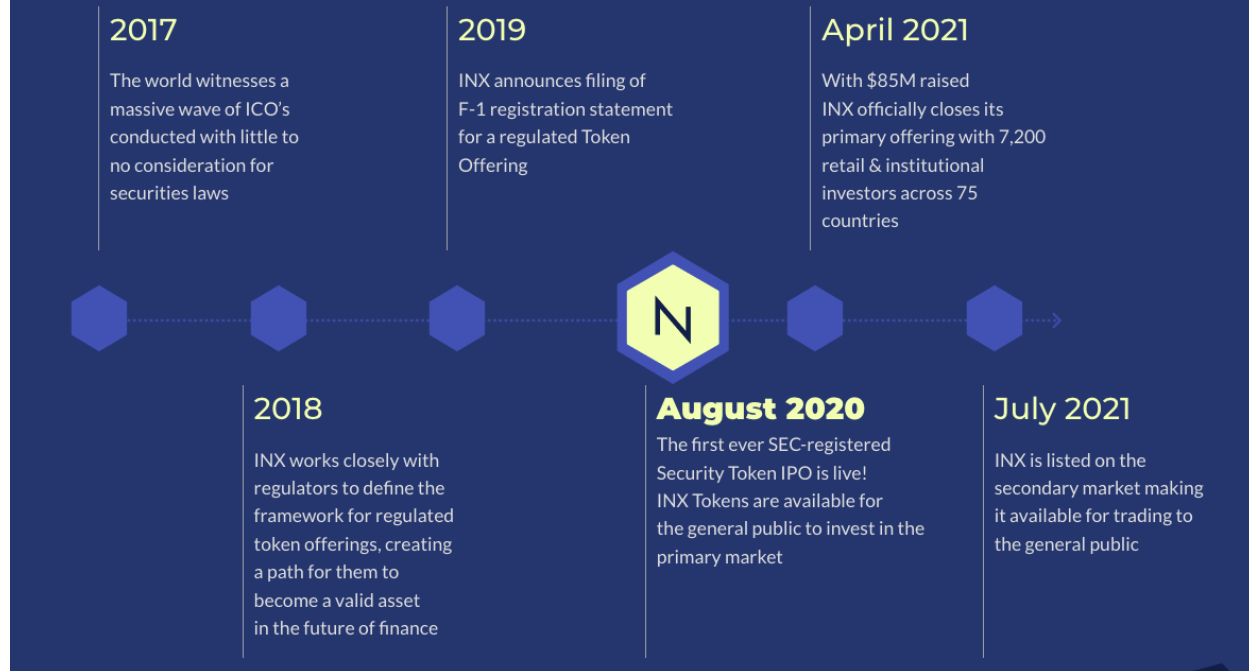 2017
The world witnesses a
massive wave of ICO's
conducted with little to
no consideration for
securities laws
2019
INX announces filing of
F-1 registration statement
for a regulated Token
Offering
April 2021
With $85M raised
INX officially closes its
primary offering with 7,200
retail & institutional
investors across 75
countries
N
2018
INX works closely with
regulators to define the
framework for regulated
token offerings, creating
a path for them to
become a valid asset
in the future of finance
August 2020
The first ever SEC-registered
Security Token IPO is live!
INX Tokens are available for
the general public to invest in the
primary market
July 2021
INX is listed on the
secondary market making
it available for trading to
the general public